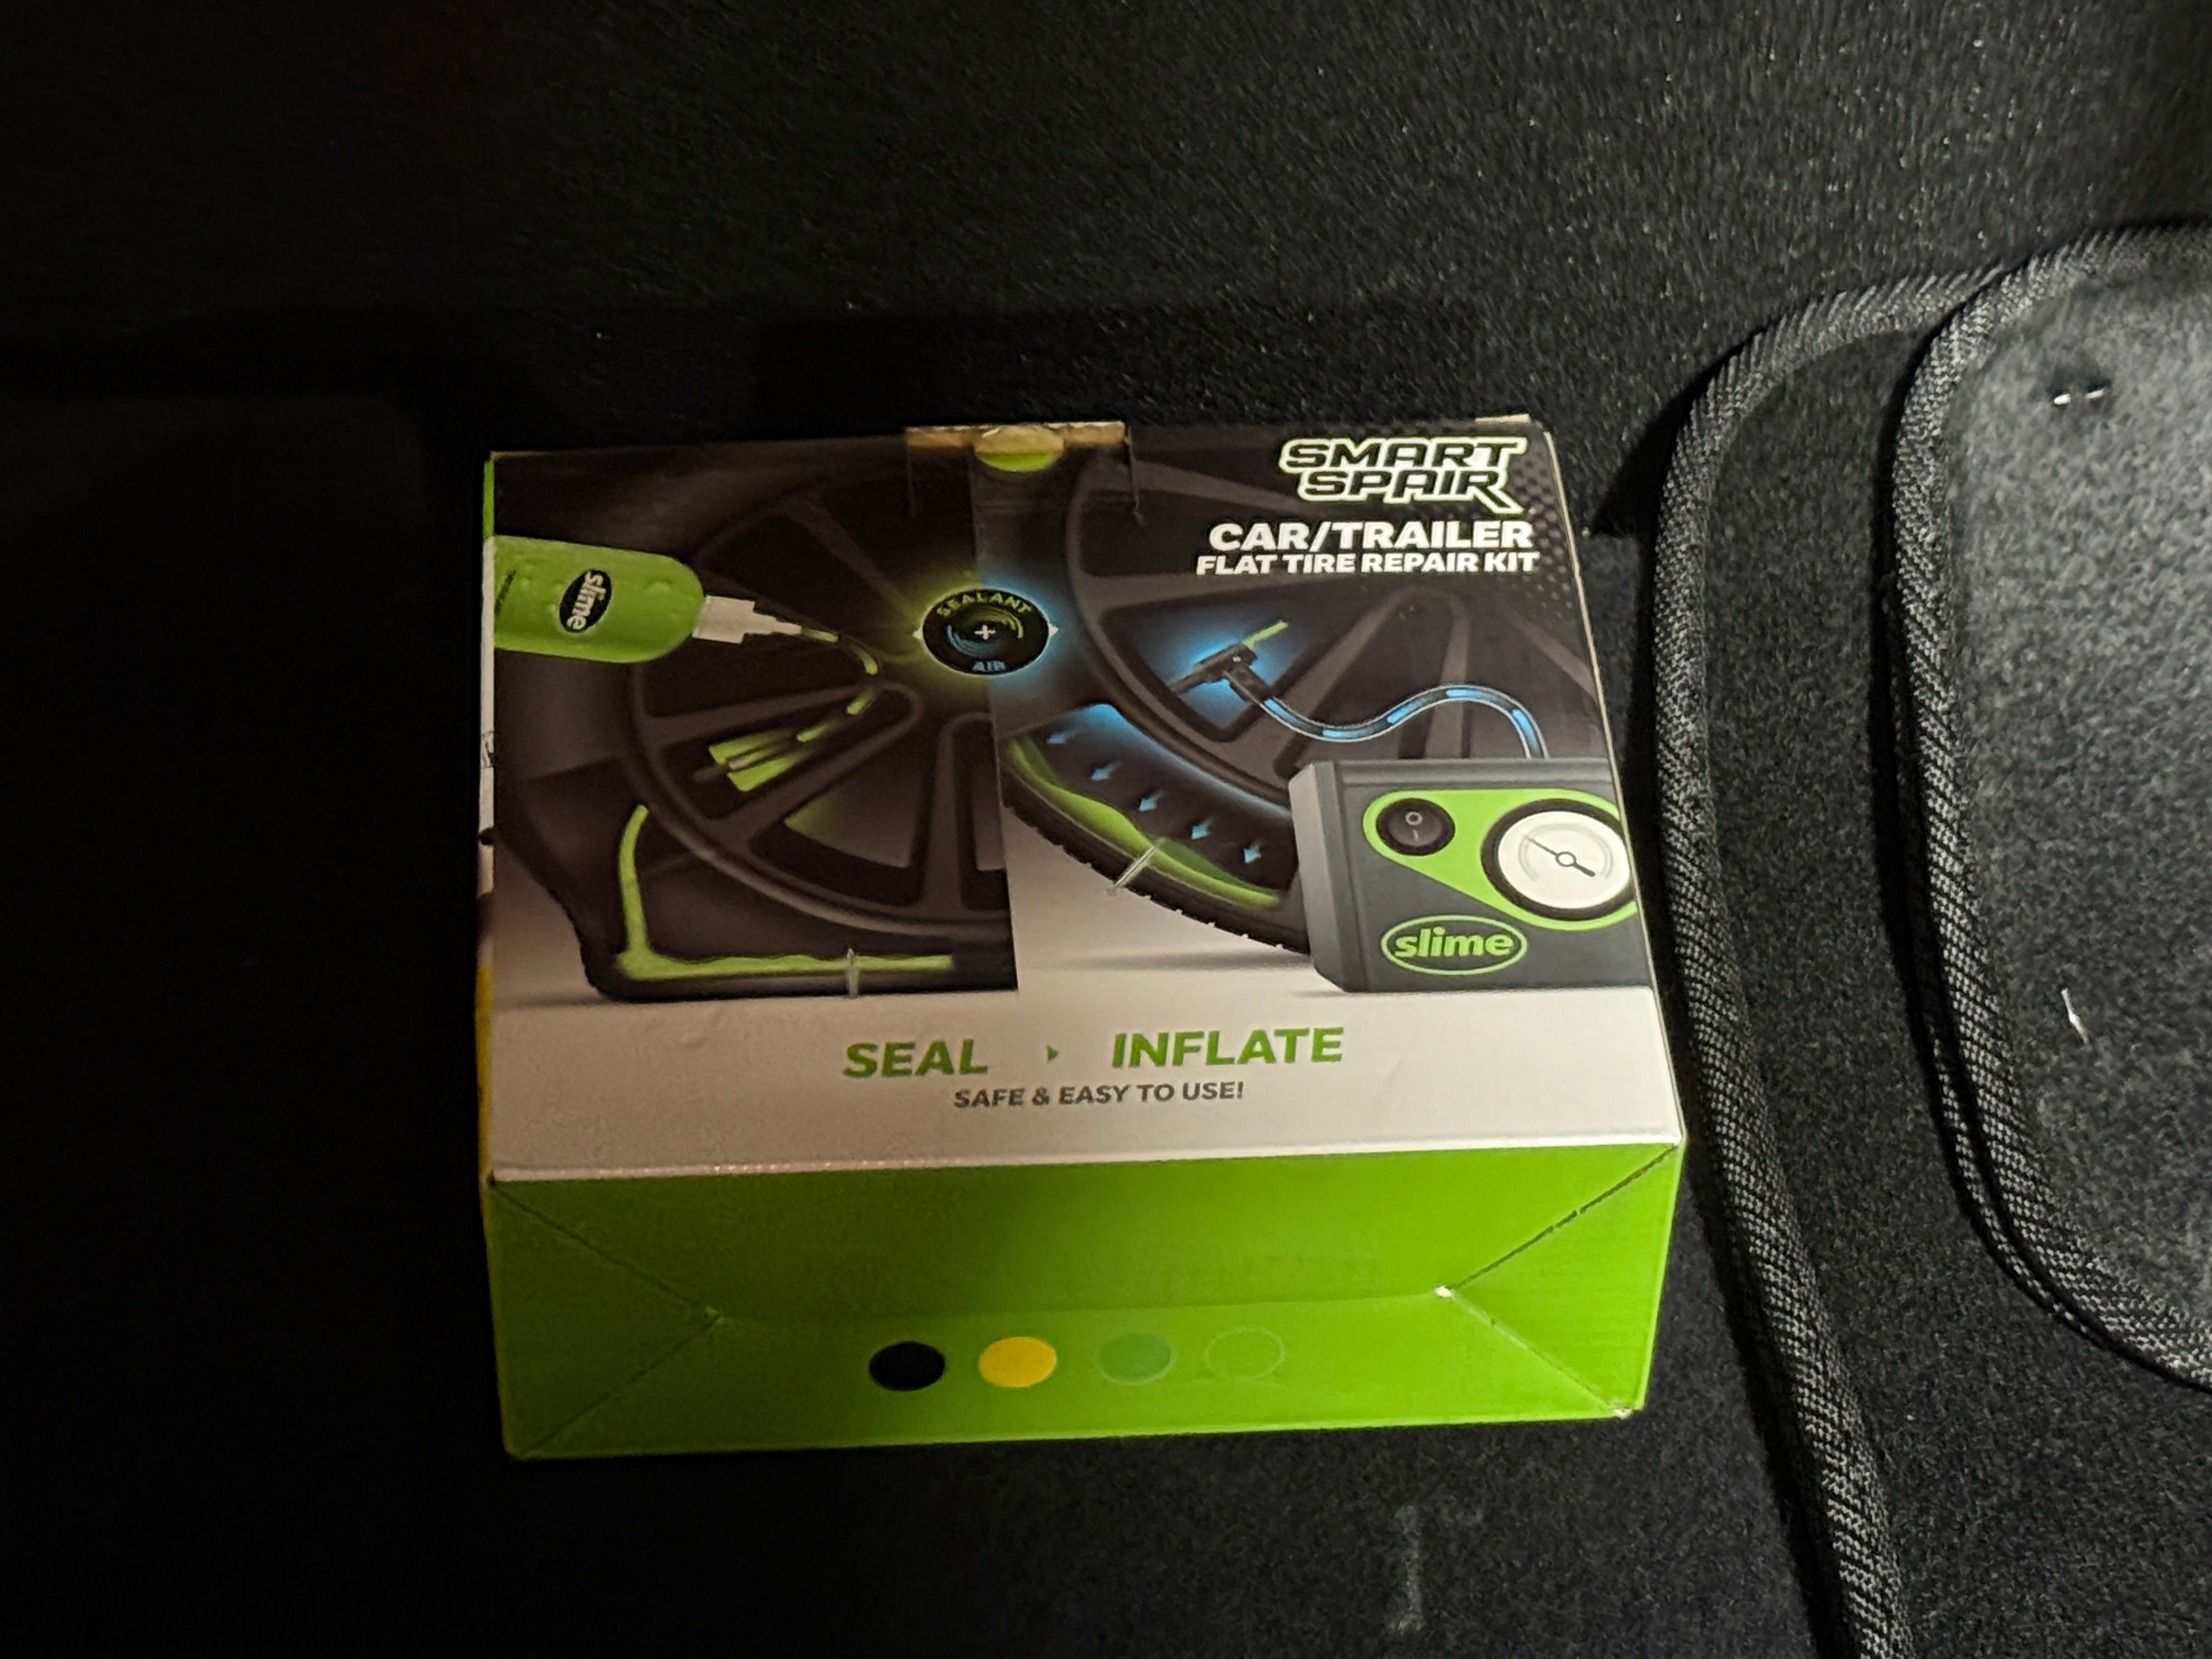 SMART
SPAIR
CAR/TRAILER
FLAT TIRE REPAIR KIT
slime
SEALANT
+
AIR
slime
SEAL INFLATE
SAFE & EASY TO USE!